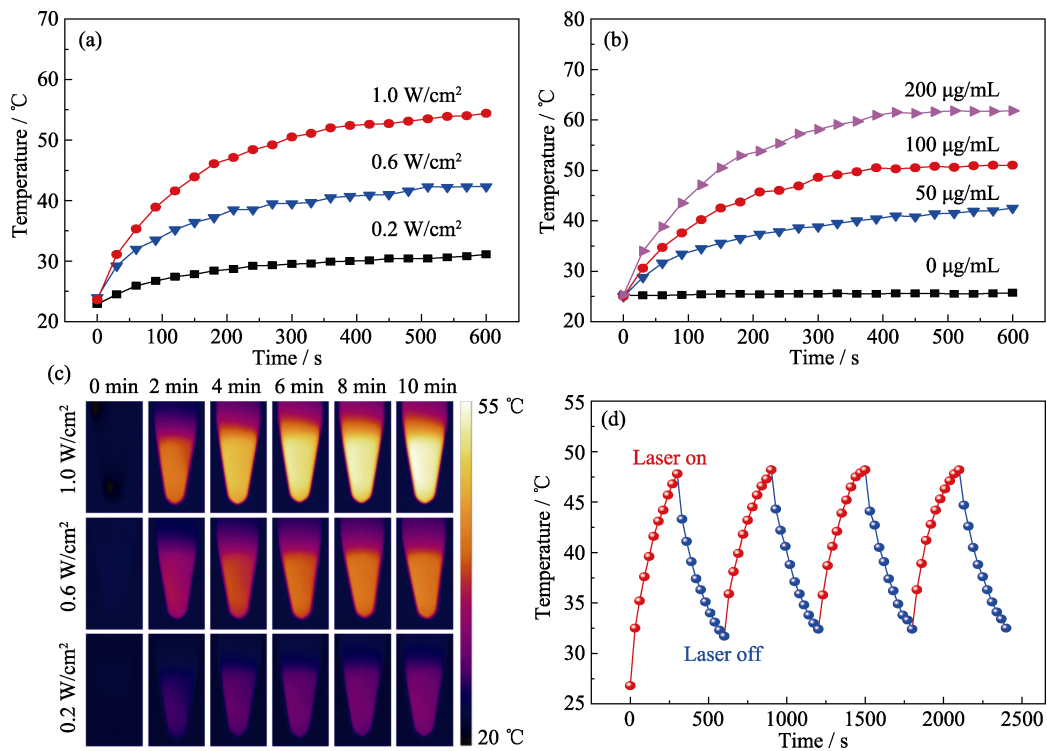 (a)
70
60
50
40
30
20
Temperature / ℃
1.0 W/cm²
0.6 W/cm²
0.2 W/cm²
0 100 200 300 400 500 600
Time / s
(b)
80
70
60
50
40
30
20
Temperature / ℃
200 μg/mL
100 μg/mL
50 μg/mL
0 μg/mL
0 100 200 300 400 500 600
Time / s
(c)
0 min 2 min 4 min 6 min 8 min 10 min
1.0 W/cm²
0.6 W/cm²
0.2 W/cm²
55 ℃
20 ℃
(d)
55
50
45
40
35
30
25
Temperature / ℃
Laser on
Laser off
0 500 1000 1500 2000 2500
Time / s